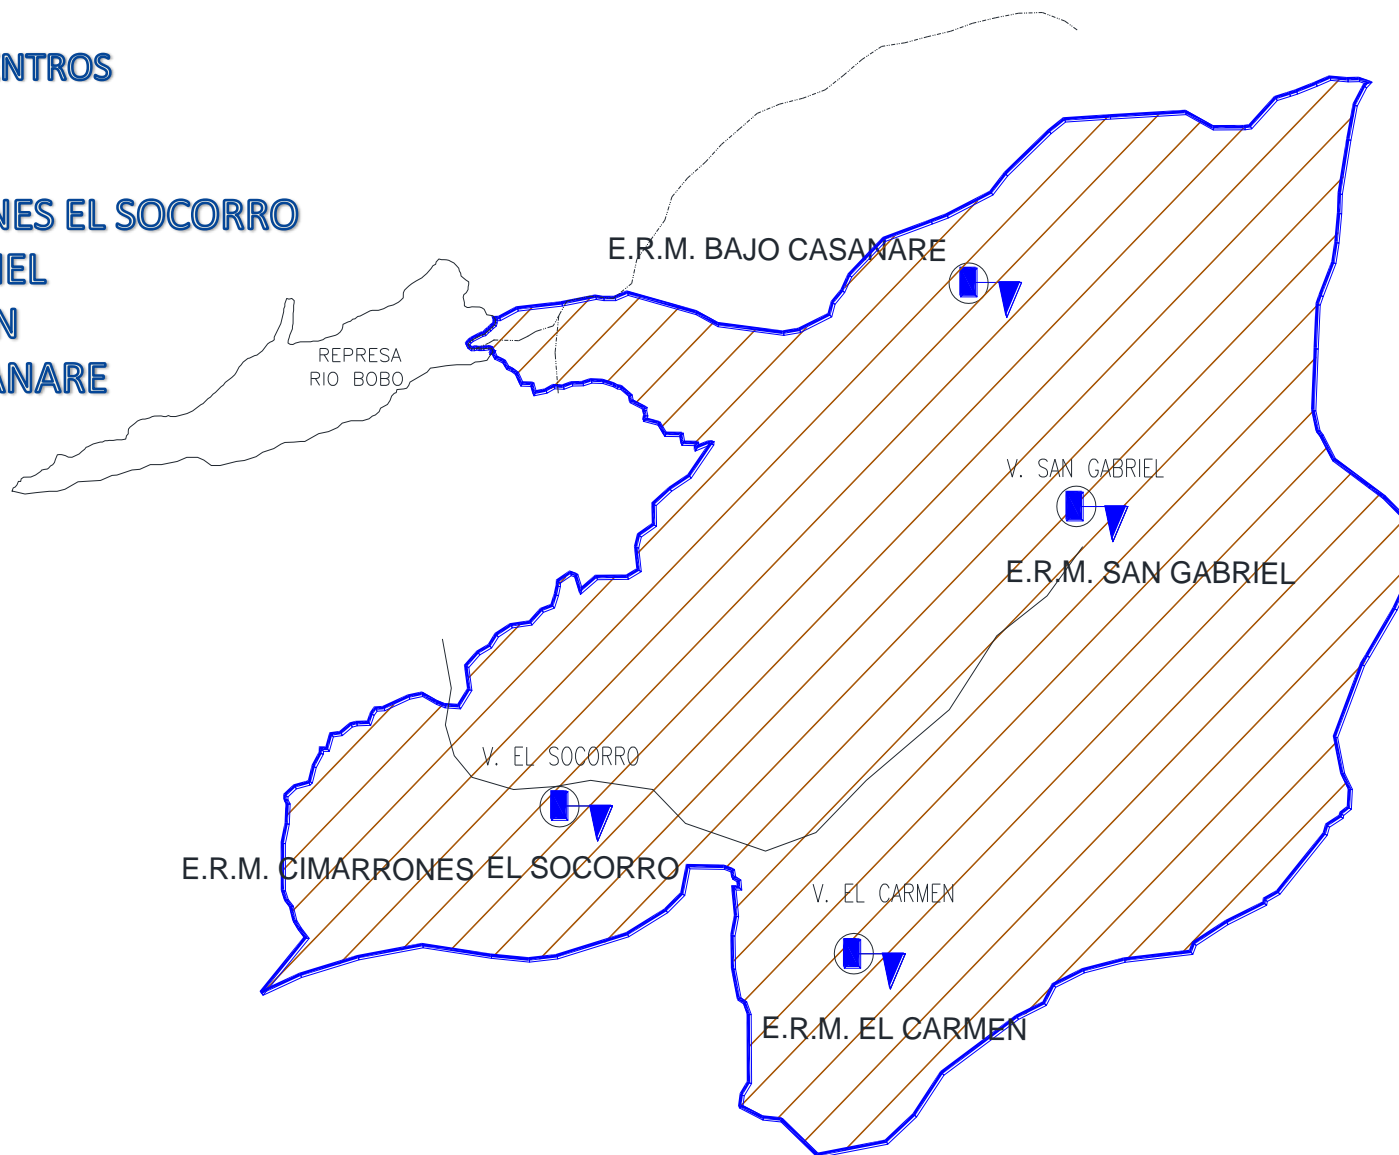 ENTROS
NES EL SOCORRO
IEL
N
ANARE
E.R.M. BAJO CASANARE
REPRESA
RIO BOBO
V. SAN GABRIEL
E.R.M. SAN GABRIEL
V. EL SOCORRO
E.R.M. CIMARRONES EL SOCORRO
V. EL CARMEN
E.R.M. EL CARMEN